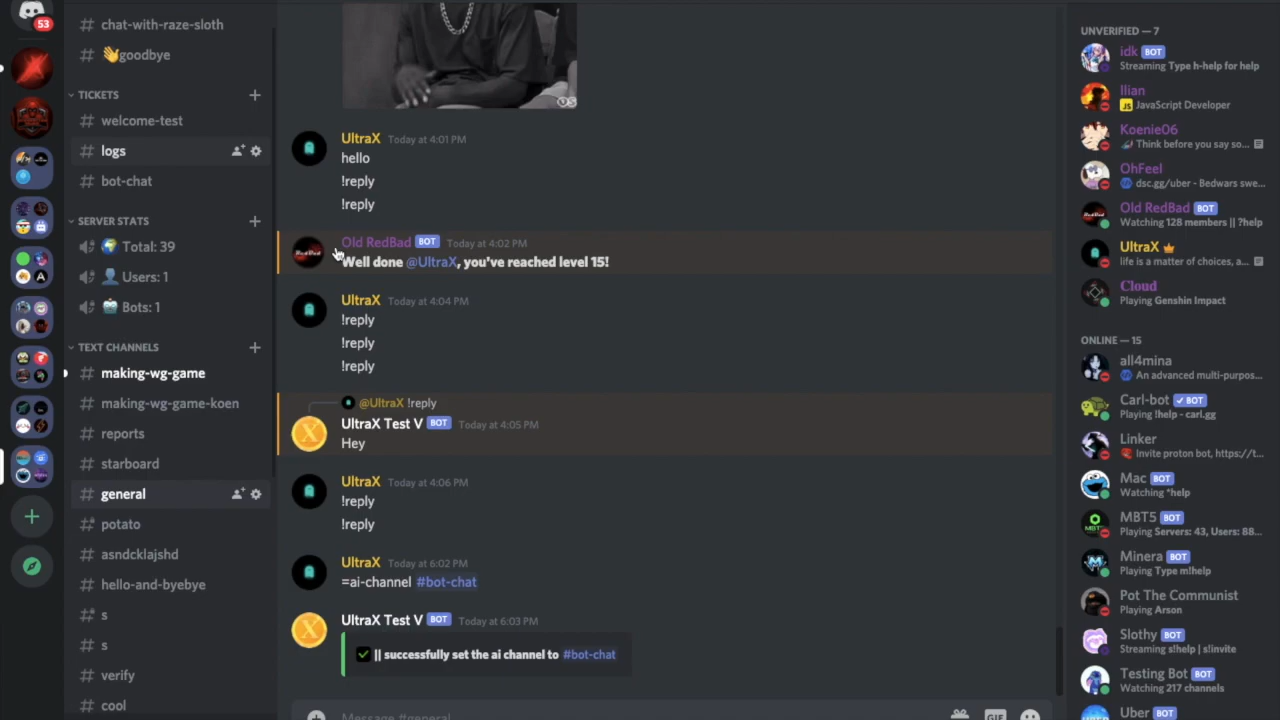 53
# chat-with-raze-sloth
# 👋goodbye
TICKETS +
# welcome-test
# logs
# bot-chat
SERVER STATS +
🌍 Total: 39
👤 Users: 1
🤖 Bots: 1
TEXT CHANNELS +
# making-wg-game
# making-wg-game-koen
# reports
# starboard
# general
# potato
# asndcklajshd
# hello-and-byebye
# s
# s
# verify
# cool
UltraX Today at 4:01 PM
hello
!reply
!reply
Old RedBad BOT Today at 4:02 PM
Well done @UltraX, you've reached level 15!
UltraX Today at 4:04 PM
!reply
!reply
!reply
@UltraX !reply
UltraX Test V BOT Today at 4:05 PM
Hey
UltraX Today at 4:06 PM
!reply
!reply
UltraX Today at 6:02 PM
=ai-channel #bot-chat
UltraX Test V BOT Today at 6:03 PM
✅ || successfully set the ai channel to #bot-chat
Message #general
GIF
UNVERIFIED — 7
idk BOT
Streaming Type h-help for help
Ilian
JS JavaScript Developer
Koenie06
Think before you say so...
OhFeel
dsc.gg/uber - Bedwars swe...
Old RedBad BOT
Watching 128 members || ?help
UltraX
life is a matter of choices, a...
Cloud
Playing Genshin Impact
ONLINE — 15
all4mina
An advanced multi-purpos...
Carl-bot ✓ BOT
Playing !help - carl.gg
Linker
Invite proton bot, https://t...
Mac BOT
Watching *help
MBT5 BOT
Playing Servers: 43, Users: 88...
Minera BOT
Playing Type m!help
Pot The Communist
Playing Arson
Slothy BOT
Streaming s!help | s!invite
Testing Bot BOT
Watching 217 channels
Uber BOT